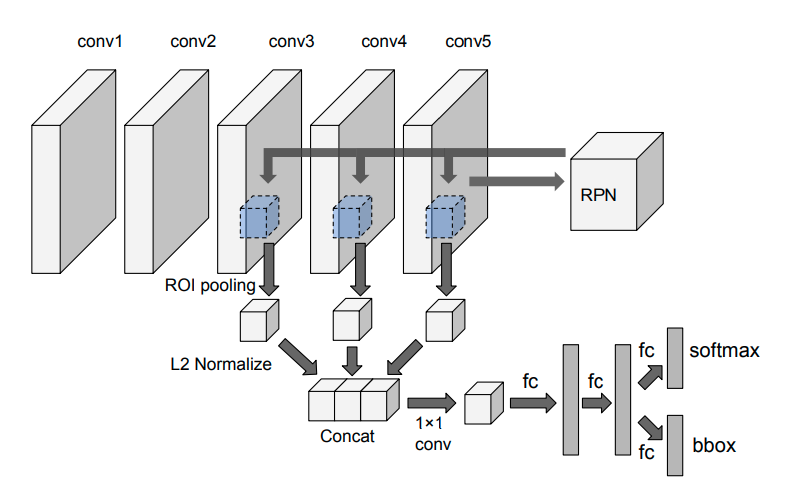 conv1 conv2 conv3 conv4 conv5
RPN
ROI pooling
L2 Normalize
Concat
1×1
conv
fc
fc
fc
softmax
fc
bbox